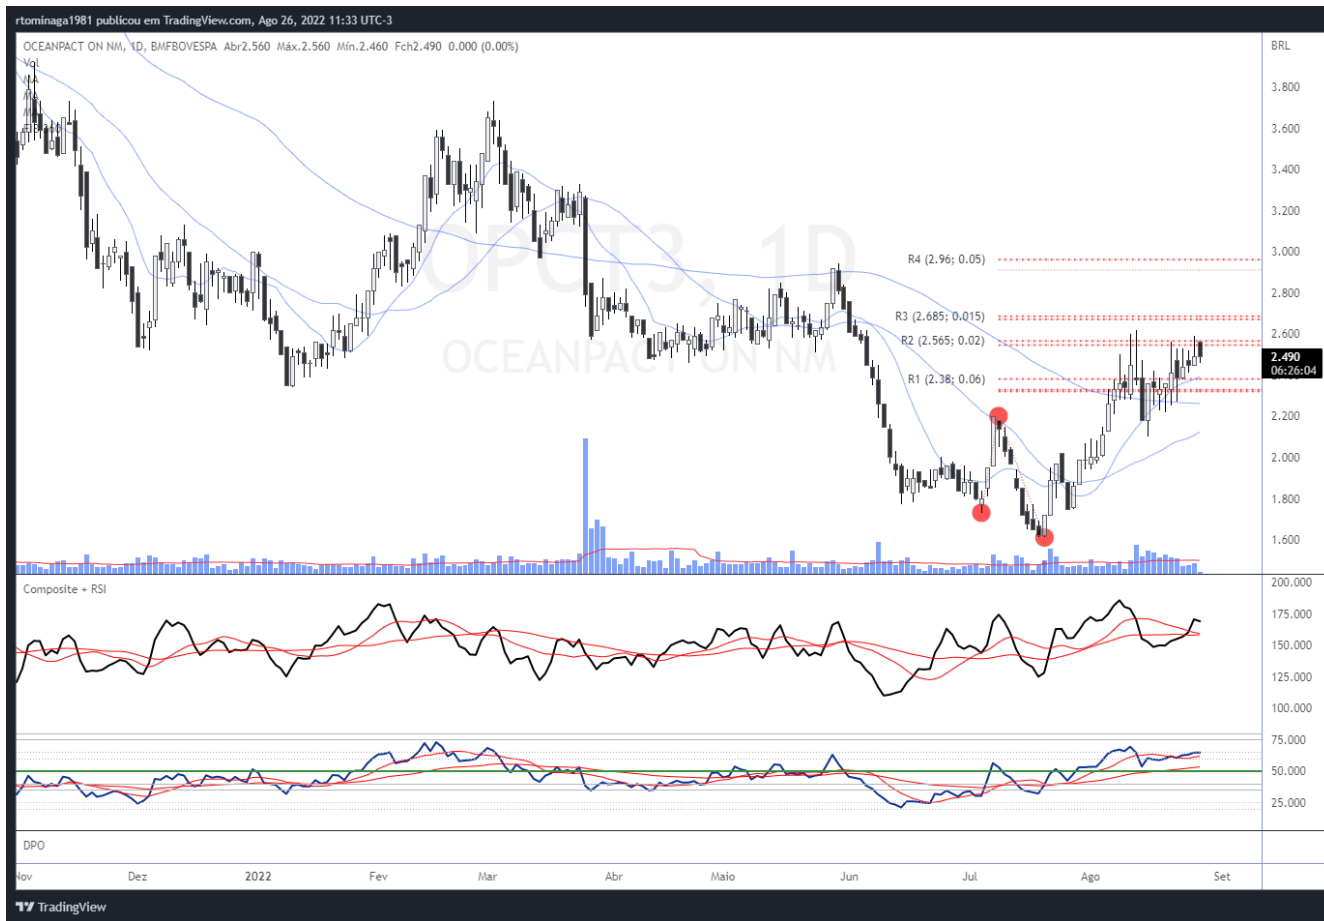 rtominaga1981 publicou em TradingView.com, Ago 26, 2022 11:33 UTC-3
OCEANPACT ON NM, 1D, BMFBOVESPA Abr2.560 Máx.2.560 Mín.2.460 Fch2.490 0.000 (0.00%)
BRL
Vol
MA
MA
3.800
3.600
3.400
3.200
3.000
2.800
2.600
2.490
06:26:04
2.200
2.000
1.800
1.600
OPCT3, 1D
OCEANPACT ON NM
R4 (2.96; 0.05)
R3 (2.685; 0.015)
R2 (2.565; 0.02)
R1 (2.38; 0.06)
Composite + RSI
200.000
175.000
150.000
125.000
100.000
75.000
50.000
25.000
DPO
Nov Dez 2022 Fev Mar Abr Maio Jun Jul Ago Set
TradingView